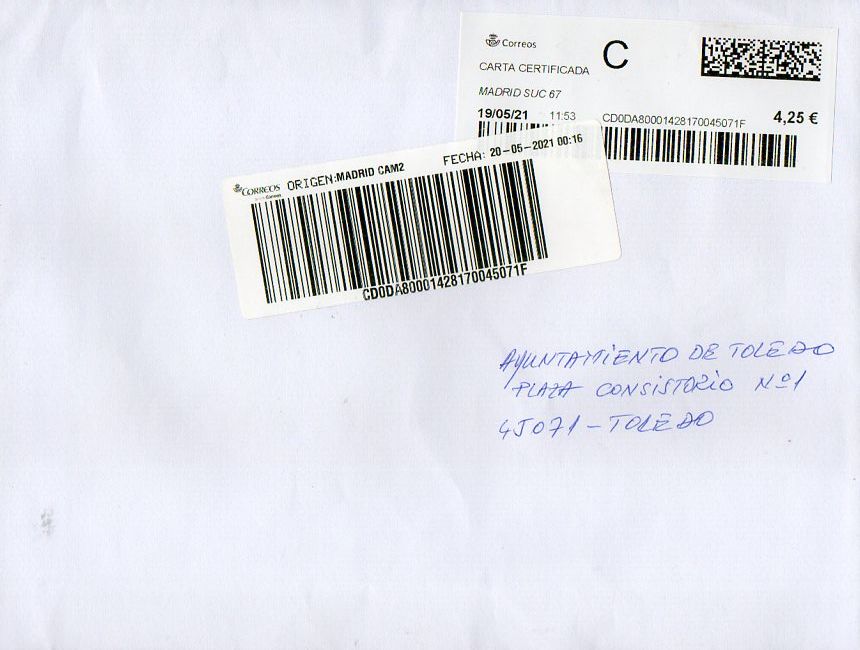 Correos
C
CARTA CERTIFICADA
MADRID SUC 67
19/05/21 11:53 CD0DA80001428170045071F 4,25 €
CORREOS ORIGEN:MADRID CAM2 FECHA: 20-05-2021 00:16
CD0DA80001428170045071F
AYUNTAMIENTO DE TOLEDO
PLAZA CONSISTORIO Nº1
45071-TOLEDO